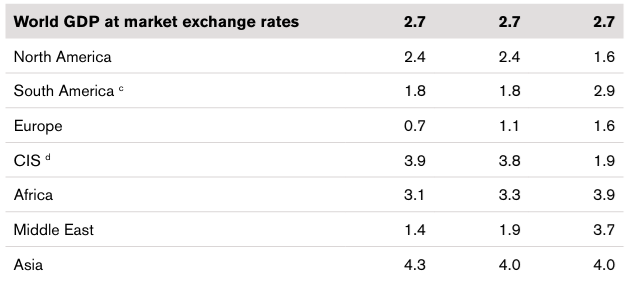 World GDP at market exchange rates 2.7 2.7 2.7
North America 2.4 2.4 1.6
South America c 1.8 1.8 2.9
Europe 0.7 1.1 1.6
CIS d 3.9 3.8 1.9
Africa 3.1 3.3 3.9
Middle East 1.4 1.9 3.7
Asia 4.3 4.0 4.0